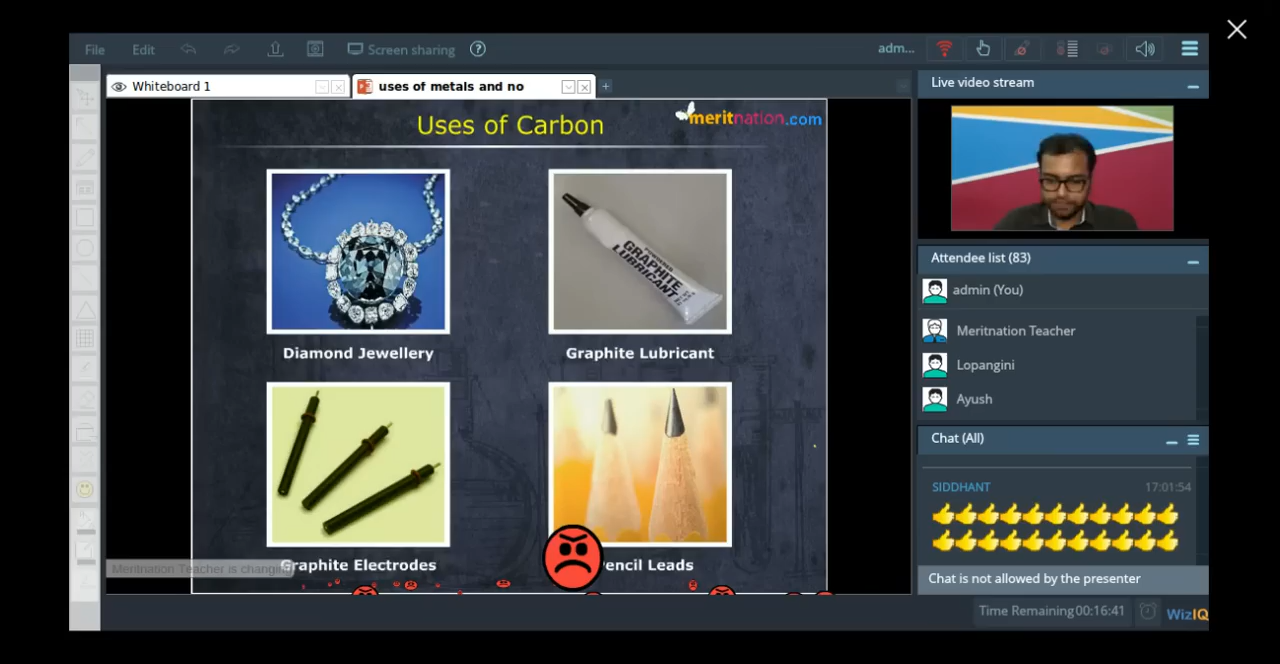 File Edit Screen sharing ? adm...
Whiteboard 1 uses of metals and no +
Live video stream
Uses of Carbon
meritnation.com
POWDERED
GRAPHITE
LUBRICANT
Diamond Jewellery Graphite Lubricant
Graphite Electrodes encil Leads
Meritnation Teacher is changing
Attendee list (83)
admin (You)
Meritnation Teacher
Lopangini
Ayush
Chat (All)
SIDDHANT 17:01:54
Chat is not allowed by the presenter
Time Remaining 00:16:41 WizIQ